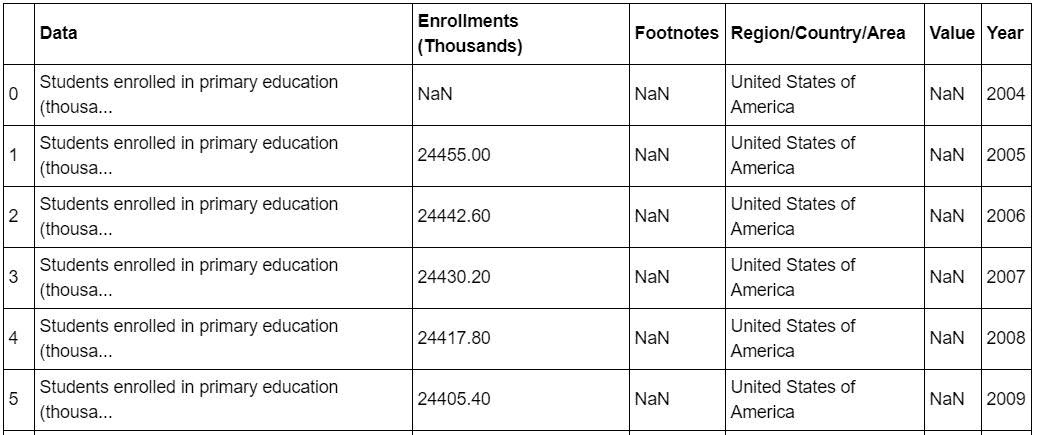 Data Enrollments (Thousands) Footnotes Region/Country/Area Value Year
0 Students enrolled in primary education (thousa... NaN NaN United States of America NaN 2004
1 Students enrolled in primary education (thousa... 24455.00 NaN United States of America NaN 2005
2 Students enrolled in primary education (thousa... 24442.60 NaN United States of America NaN 2006
3 Students enrolled in primary education (thousa... 24430.20 NaN United States of America NaN 2007
4 Students enrolled in primary education (thousa... 24417.80 NaN United States of America NaN 2008
5 Students enrolled in primary education (thousa... 24405.40 NaN United States of America NaN 2009